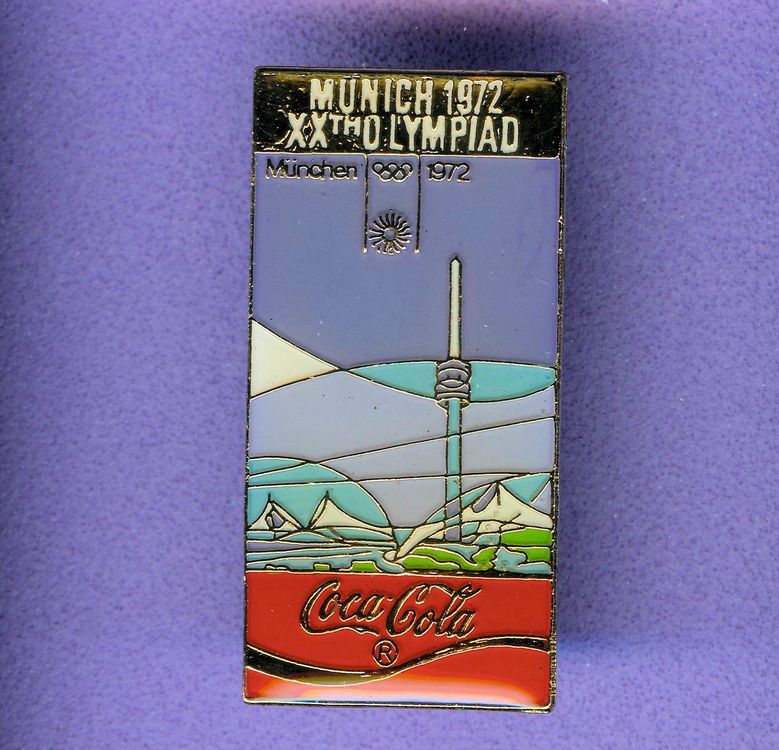 MUNICH 1972
XXTH OLYMPIAD
München 1972
Coca-Cola
®